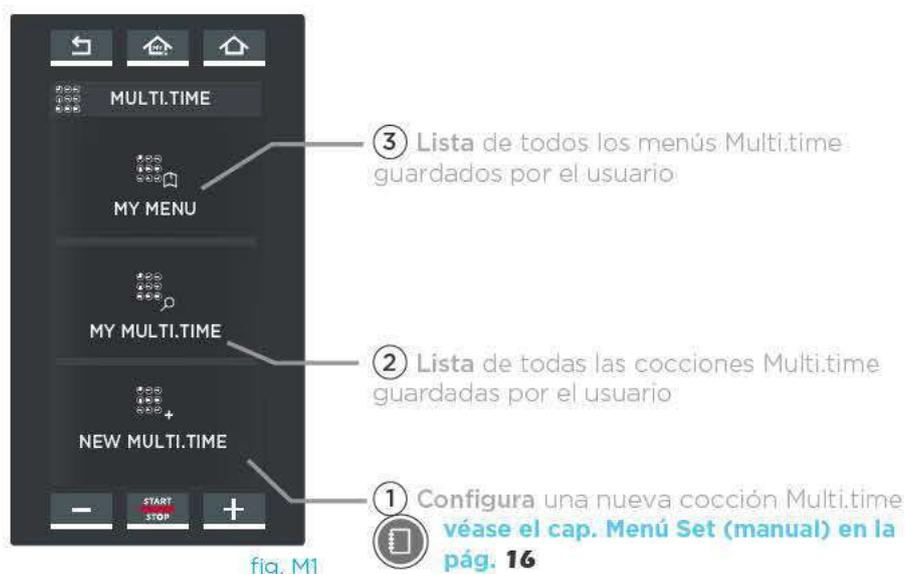 MY
MULTI.TIME
3 Lista de todos los menús Multi.time
guardados por el usuario
MY MENU
MY MULTI.TIME
2 Lista de todas las cocciones Multi.time
guardadas por el usuario
NEW MULTI.TIME
1 Configura una nueva cocción Multi.time
véase el cap. Menú Set (manual) en la
pág. 16
− START STOP +
fig. M1